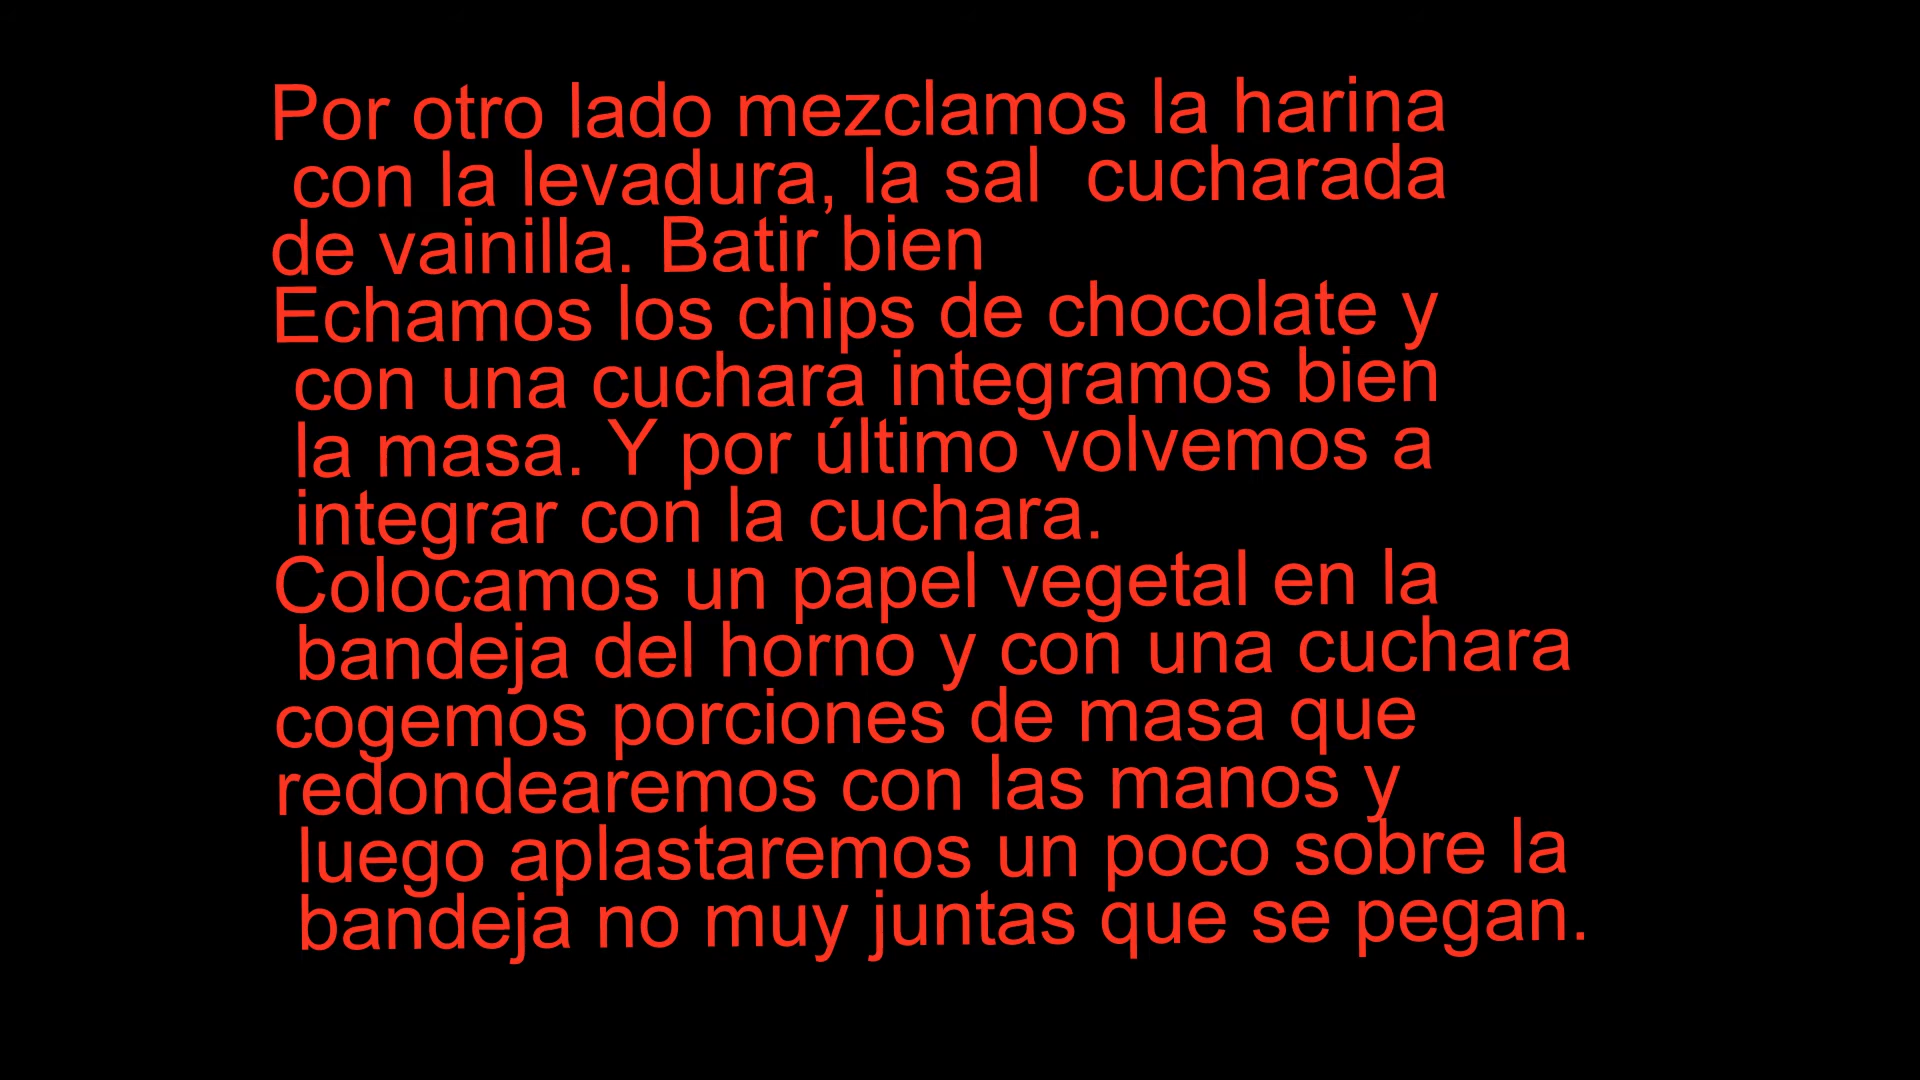 Por otro lado mezclamos la harina
con la levadura, la sal  cucharada
de vainilla. Batir bien
Echamos los chips de chocolate y
con una cuchara integramos bien
la masa. Y por último volvemos a
integrar con la cuchara.
Colocamos un papel vegetal en la
bandeja del horno y con una cuchara
cogemos porciones de masa que
redondearemos con las manos y
luego aplastaremos un poco sobre la
bandeja no muy juntas que se pegan.